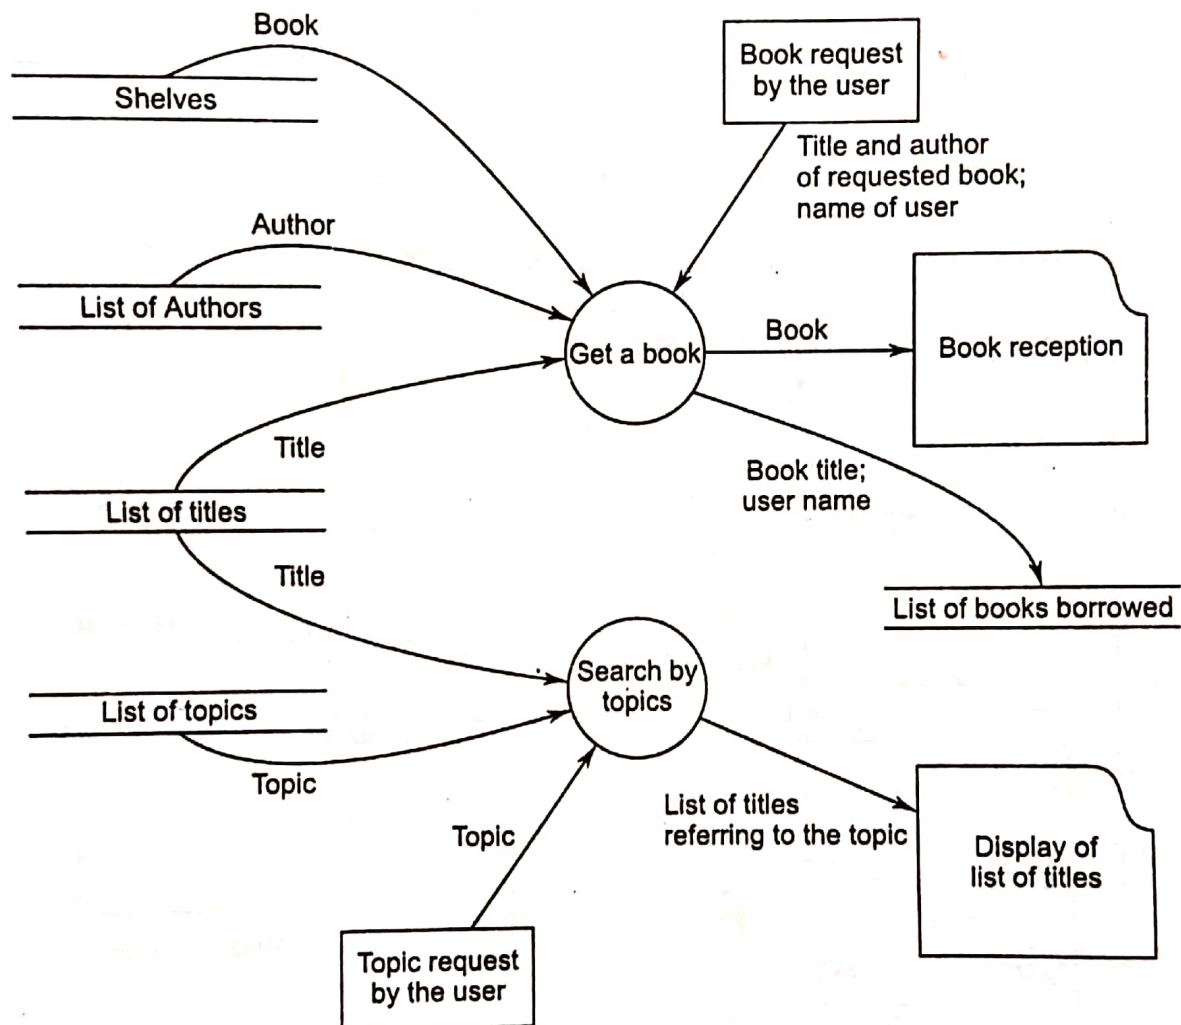 Book
Shelves
Book request
by the user
Title and author
of requested book;
name of user
Author
List of Authors
Get a book
Book
Book reception
Title
Book title;
user name
List of titles
Title
List of books borrowed
Search by
topics
List of topics
Topic
Topic
List of titles
referring to the topic
Display of
list of titles
Topic request
by the user